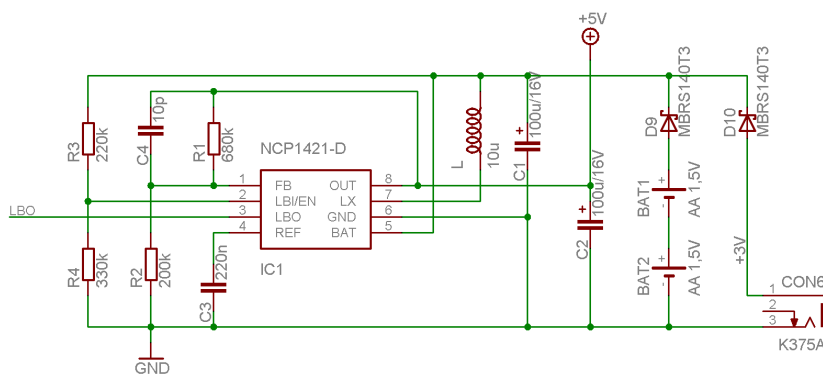 +5V
MBRS140T3
MBRS140T3
D9
D10
100u/16V
10p
C4
R3
220k
R1
680k
L
10u
C1
NCP1421-D
1
2
3
4
FB
LBI/EN
LBO
REF
OUT
LX
GND
BAT
8
7
6
5
IC1
LBO
100u/16V
C2
+
+
+
-
BAT1
AA 1,5V
+
-
BAT2
AA 1,5V
+3V
R4
330k
R2
200k
C3
220n
CON6
1
2
3
K375A
GND